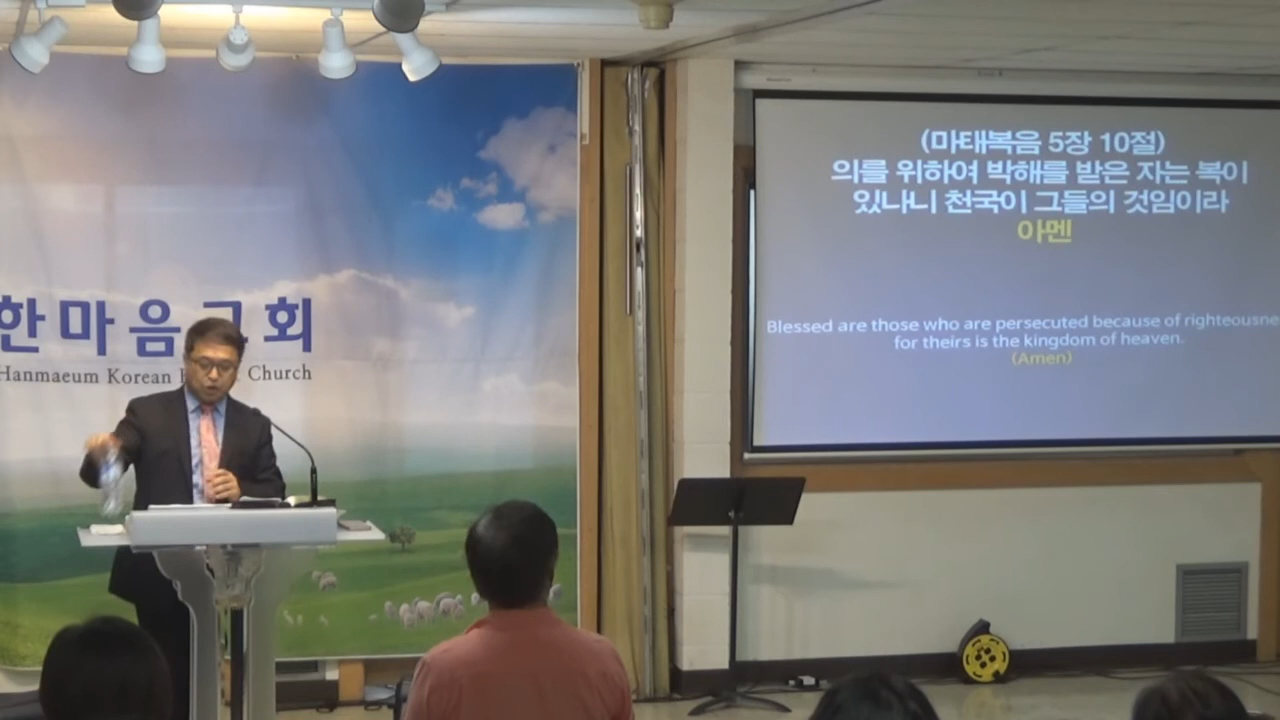 한마음교회
Hanmaeum Korean Church
(마태복음 5장 10절)
의를 위하여 박해를 받은 자는 복이
있나니 천국이 그들의 것임이라
아멘
Blessed are those who are persecuted because of righteousne
for theirs is the kingdom of heaven.
(Amen)